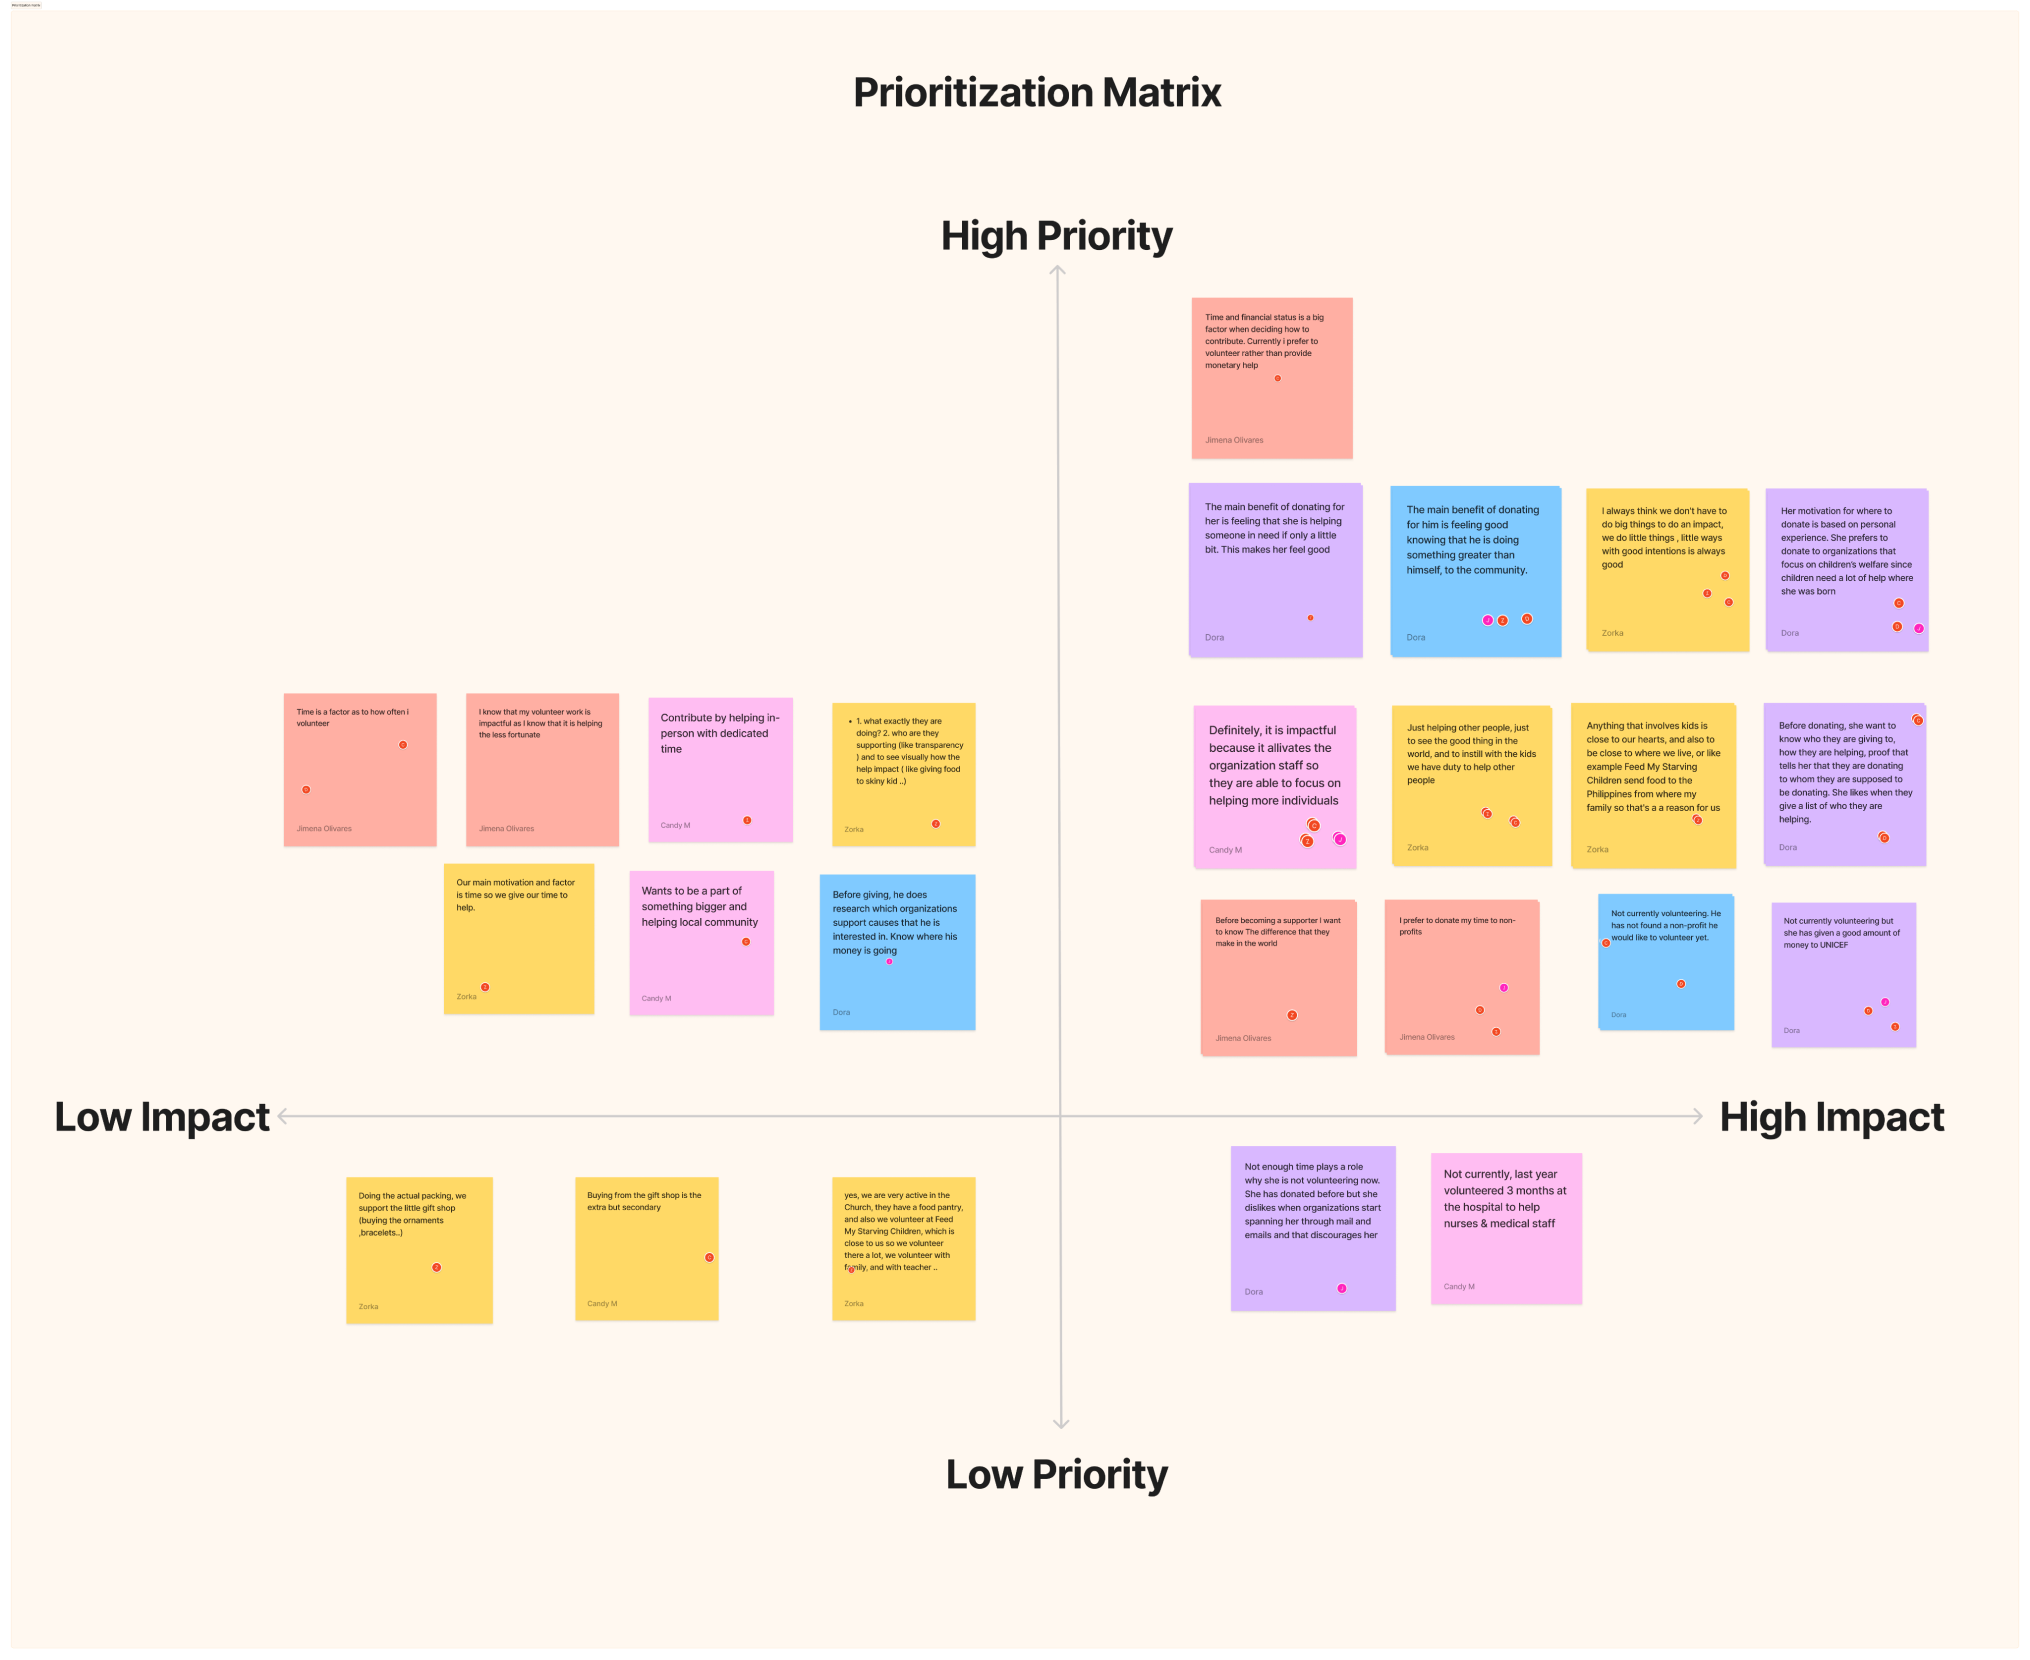 Prioritization matrix
Prioritization Matrix
High Priority
Time and financial status is a big
factor when deciding how to
contribute. Currently i prefer to
volunteer rather than provide
monetary help
Jimena Olivares
The main benefit of donating for
her is feeling that she is helping
someone in need if only a little
bit. This makes her feel good
Dora
The main benefit of donating
for him is feeling good
knowing that he is doing
something greater than
himself, to the community.
J Z
Dora
I always think we don't have to
do big things to do an impact,
we do little things , little ways
with good intentions is always
good
Zorka
Her motivation for where to
donate is based on personal
experience. She prefers to
donate to organizations that
focus on children's welfare since
children need a lot of help where
she was born
J
Dora
Time is a factor as to how often i
volunteer
Jimena Olivares
I know that my volunteer work is
impactful as I know that it is helping
the less fortunate
Jimena Olivares
Contribute by helping in-
person with dedicated
time
Candy M
• 1. what exactly they are
doing? 2. who are they
supporting (like transparency
) and to see visually how the
help impact ( like giving food
to skiny kid ..)
Z
Zorka
Definitely, it is impactful
because it allivates the
organization staff so
they are able to focus on
helping more individuals
C
Z J
Candy M
Just helping other people, just
to see the good thing in the
world, and to instill with the kids
we have duty to help other
people
Zorka
Anything that involves kids is
close to our hearts, and also to
be close to where we live, or like
example Feed My Starving
Children send food to the
Philippines from where my
family so that's a a reason for us
Zorka
Before donating, she want to
know who they are giving to,
how they are helping, proof that
tells her that they are donating
to whom they are supposed to
be donating. She likes when they
give a list of who they are
helping.
Dora
Our main motivation and factor
is time so we give our time to
help.
Zorka
Wants to be a part of
something bigger and
helping local community
Candy M
Before giving, he does
research which organizations
support causes that he is
interested in. Know where his
money is going
Dora
Before becoming a supporter I want
to know The difference that they
make in the world
Z
Jimena Olivares
I prefer to donate my time to non-
profits
J
Jimena Olivares
Not currently volunteering. He
has not found a non-profit he
would like to volunteer yet.
Dora
Not currently volunteering but
she has given a good amount of
money to UNICEF
J
Dora
Low Impact
High Impact
Doing the actual packing, we
support the little gift shop
(buying the ornaments
,bracelets..)
Z
Zorka
Buying from the gift shop is the
extra but secondary
Candy M
yes, we are very active in the
Church, they have a food pantry,
and also we volunteer at Feed
My Starving Children, which is
close to us so we volunteer
there a lot, we volunteer with
family, and with teacher ..
Zorka
Not enough time plays a role
why she is not volunteering now.
She has donated before but she
dislikes when organizations start
spanning her through mail and
emails and that discourages her
J
Dora
Not currently, last year
volunteered 3 months at
the hospital to help
nurses & medical staff
Candy M
Low Priority